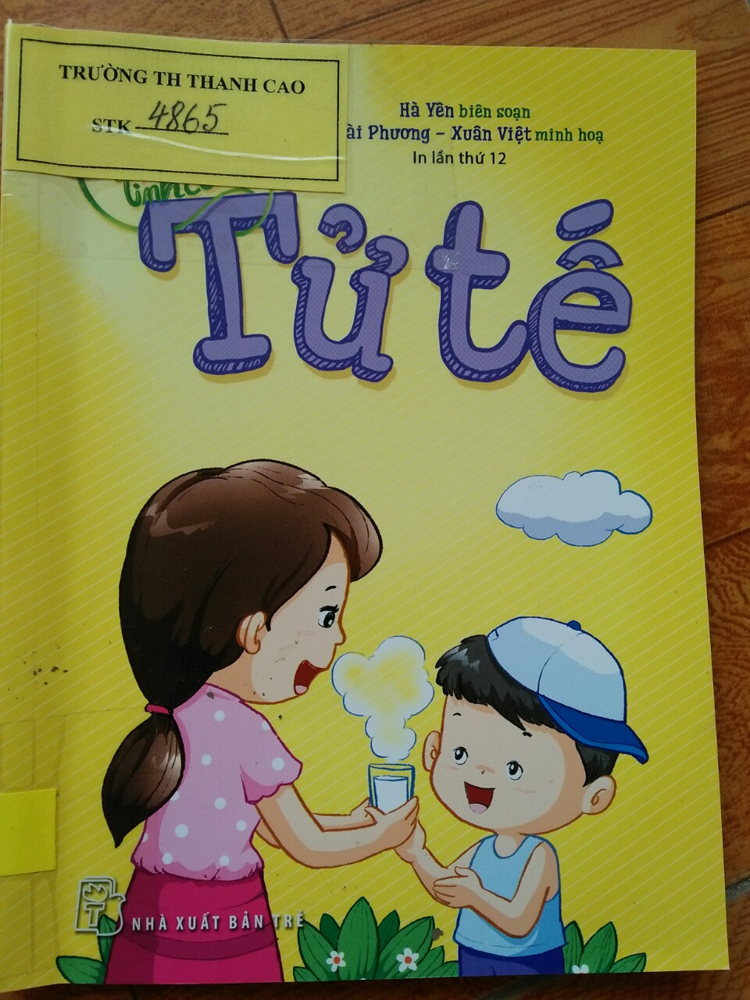 TRƯỜNG TH THANH CAO
STK 4865
Hà Yên biên soạn
ài Phương – Xuân Việt minh hoạ
In lần thứ 12
Tử tế
NHÀ XUẤT BẢN TRẺ